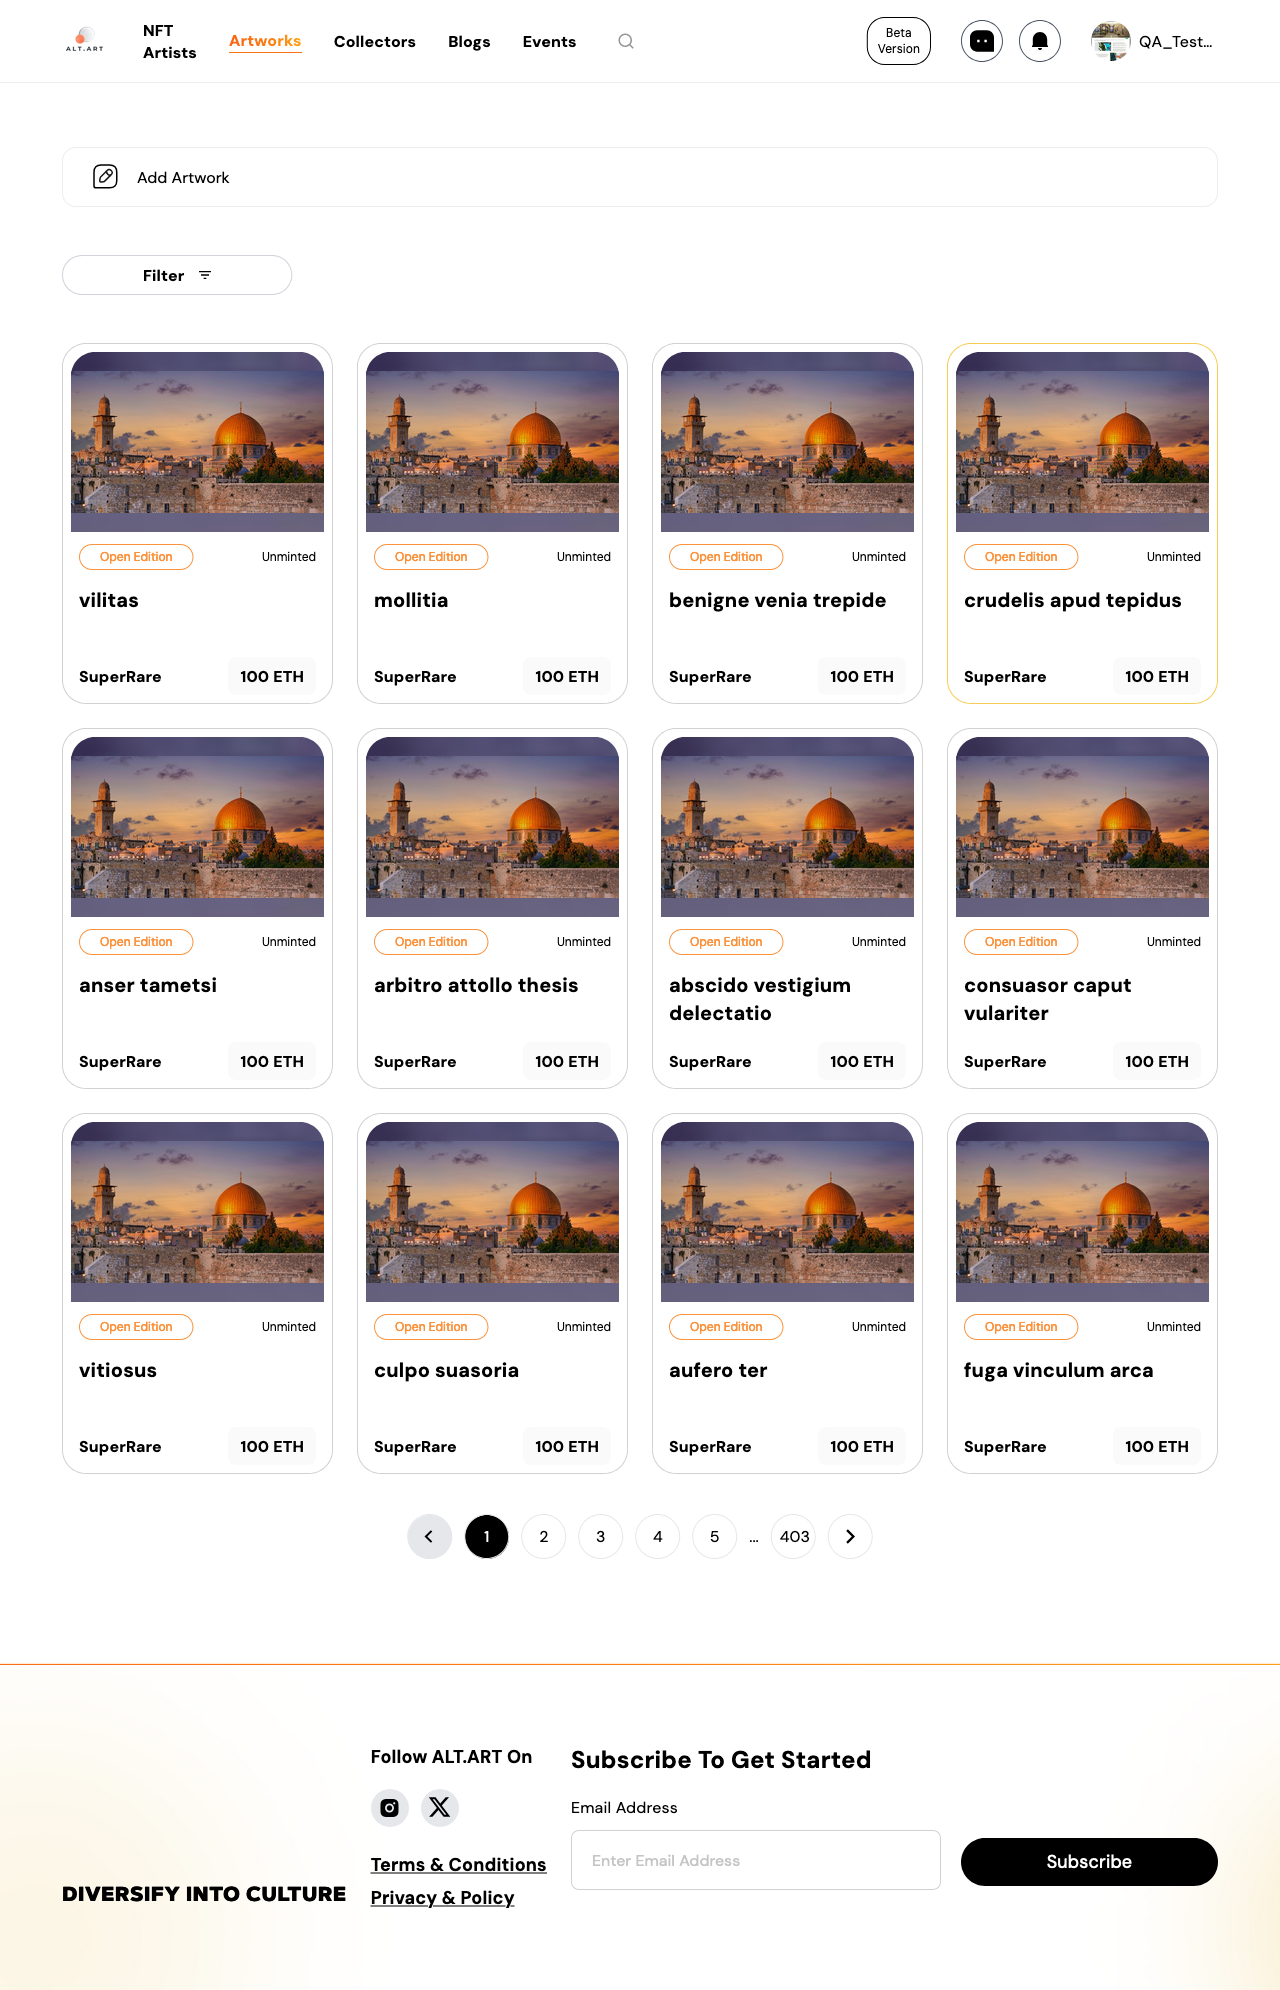 ALT.ART
NFT
Artists
Artworks
Collectors
Blogs
Events
Beta
Version
QA_Test...
Add Artwork
Filter
Open Edition
Unminted
vilitas
SuperRare
100 ETH
Open Edition
Unminted
mollitia
SuperRare
100 ETH
Open Edition
Unminted
benigne venia trepide
SuperRare
100 ETH
Open Edition
Unminted
crudelis apud tepidus
SuperRare
100 ETH
Open Edition
Unminted
anser tametsi
SuperRare
100 ETH
Open Edition
Unminted
arbitro attollo thesis
SuperRare
100 ETH
Open Edition
Unminted
abscido vestigium
delectatio
SuperRare
100 ETH
Open Edition
Unminted
consuasor caput
vulariter
SuperRare
100 ETH
Open Edition
Unminted
vitiosus
SuperRare
100 ETH
Open Edition
Unminted
culpo suasoria
SuperRare
100 ETH
Open Edition
Unminted
aufero ter
SuperRare
100 ETH
Open Edition
Unminted
fuga vinculum arca
SuperRare
100 ETH
1 2 3 4 5 ... 403
DIVERSIFY INTO CULTURE
Follow ALT.ART On
Terms & Conditions
Privacy & Policy
Subscribe To Get Started
Email Address
Enter Email Address
Subscribe